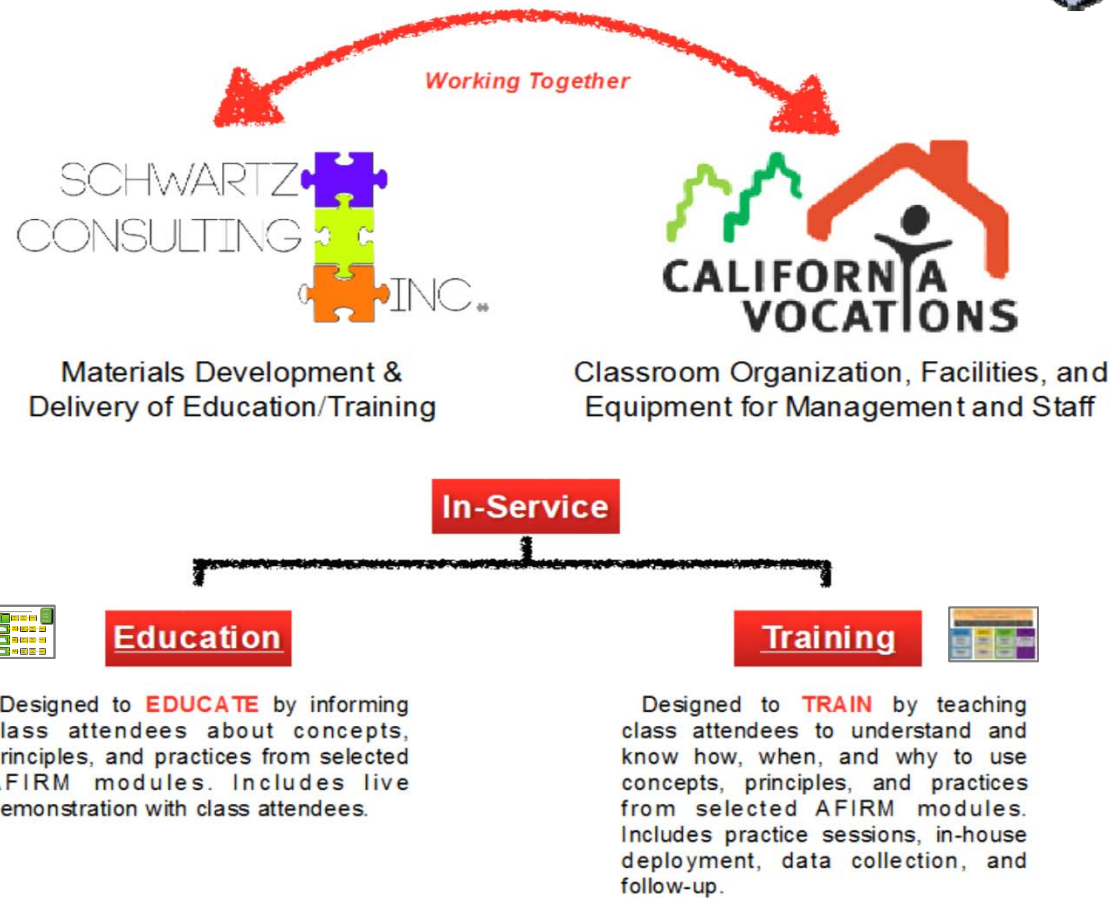 Working Together
SCHWARTZ
CONSULTING
INC.
CALIFORNIA
VOCATIONS
Materials Development &
Delivery of Education/Training
Classroom Organization, Facilities, and
Equipment for Management and Staff
In-Service
Education
Designed to EDUCATE by informing
lass attendees about concepts,
rinciples, and practices from selected
FIRM modules. Includes live
emonstration with class attendees.
Training
Designed to TRAIN by teaching
class attendees to understand and
know how, when, and why to use
concepts, principles, and practices
from selected AFIRM modules.
Includes practice sessions, in-house
deployment, data collection, and
follow-up.